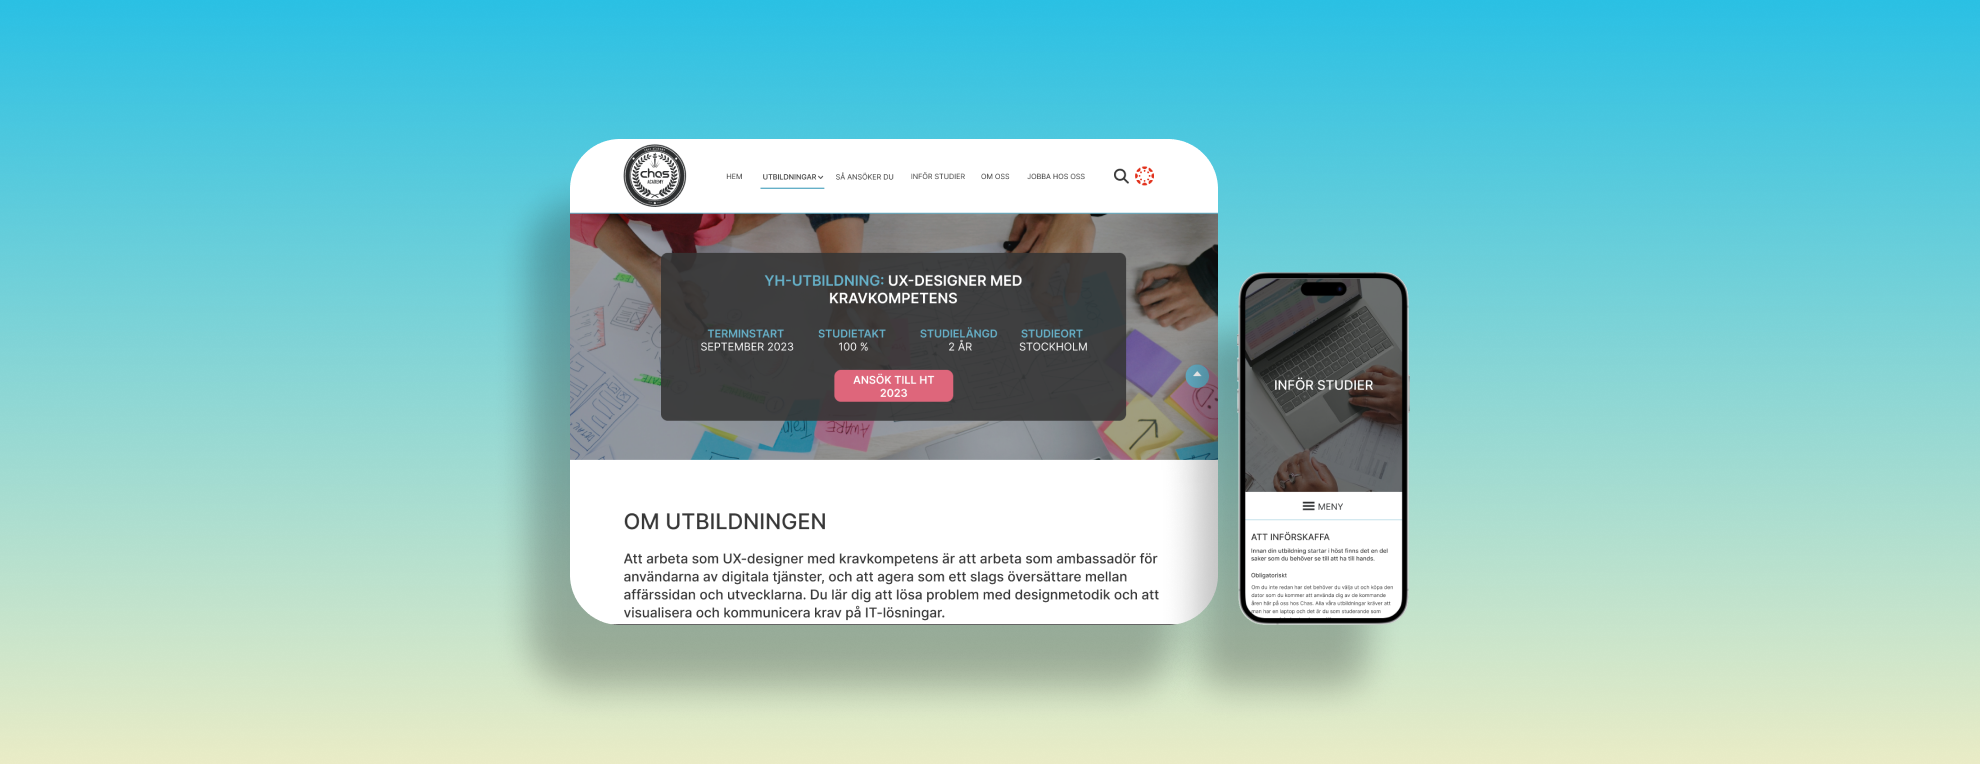 chas
ACADEMY
HEM
UTBILDNINGAR
SÅ ANSÖKER DU
INFÖR STUDIER
OM OSS
JOBBA HOS OSS
YH-UTBILDNING: UX-DESIGNER MED
KRAVKOMPETENS
TERMINSTART
SEPTEMBER 2023
STUDIETAKT
100 %
STUDIELÄNGD
2 ÅR
STUDIEORT
STOCKHOLM
ANSÖK TILL HT
2023
AWARE
OM UTBILDNINGEN
Att arbeta som UX-designer med kravkompetens är att arbeta som ambassadör för
användarna av digitala tjänster, och att agera som ett slags översättare mellan
affärssidan och utvecklarna. Du lär dig att lösa problem med designmetodik och att
visualisera och kommunicera krav på IT-lösningar.
INFÖR STUDIER
MENY
ATT INFÖRSKAFFA
Innan din utbildning startar i höst finns det en del
saker som du behöver se till att ha till hands.
Obligatoriskt
Om du inte redan har det behöver du välja ut och köpa den
dator som du kommer att använda dig av de kommande
åren här på oss hos Chas. Alla våra utbildningar kräver att
man har en laptop och det är du som studerande som